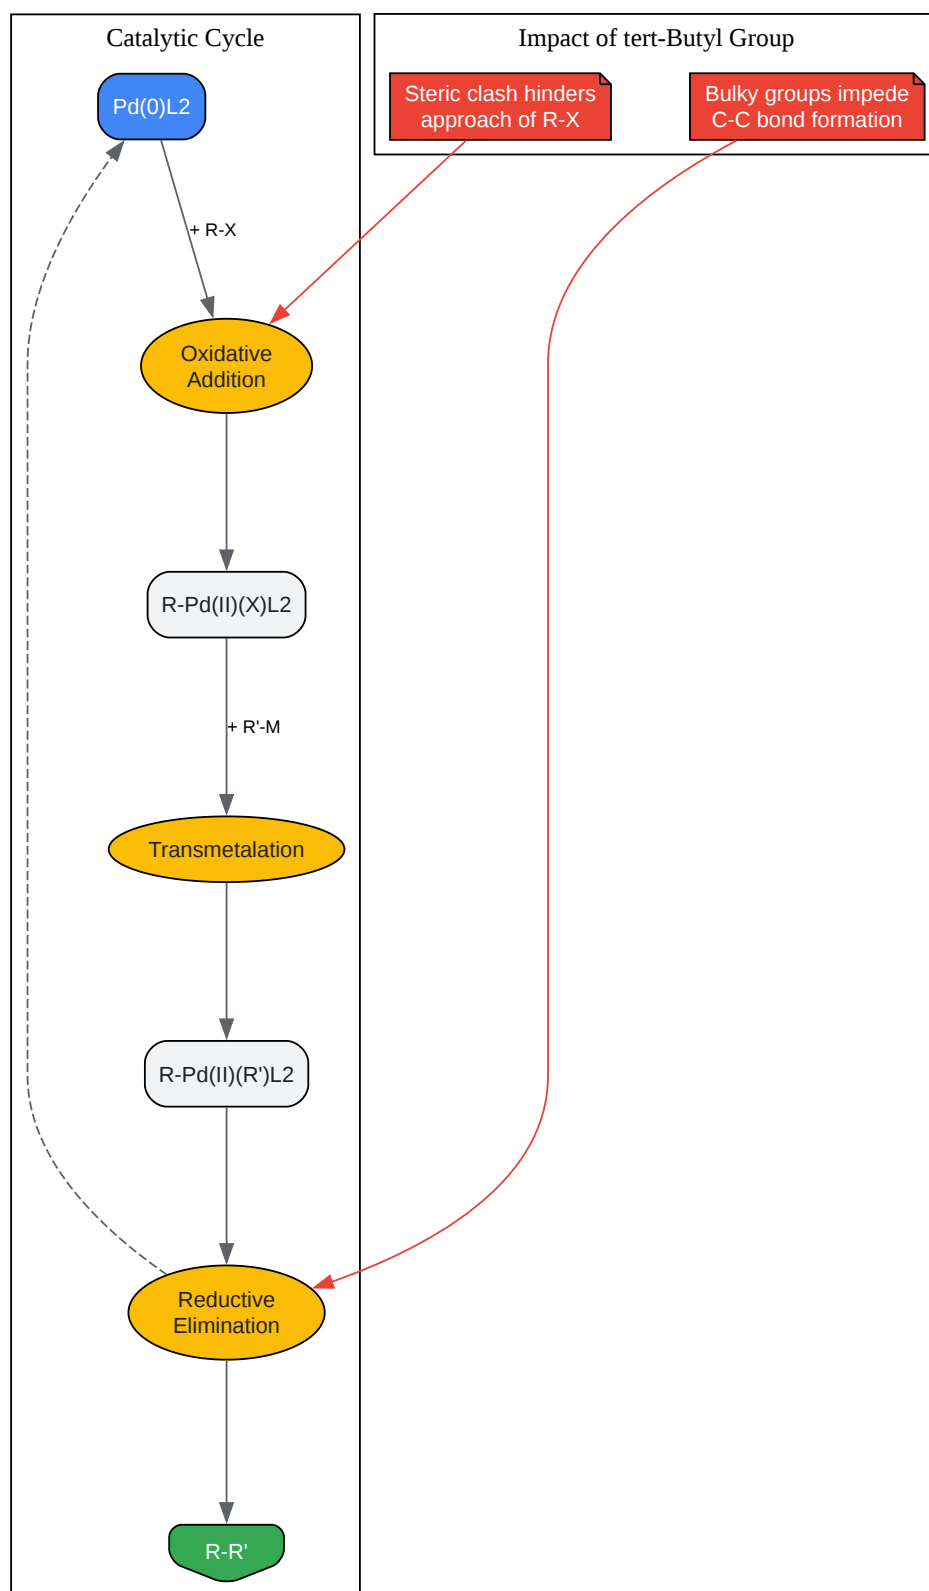 Catalytic Cycle
Impact of tert-Butyl Group
Pd(0)L2
Steric clash hinders
approach of R-X
Bulky groups impede
C-C bond formation
+ R-X
Oxidative
Addition
R-Pd(II)(X)L2
+ R'-M
Transmetalation
R-Pd(II)(R')L2
Reductive
Elimination
R-R'